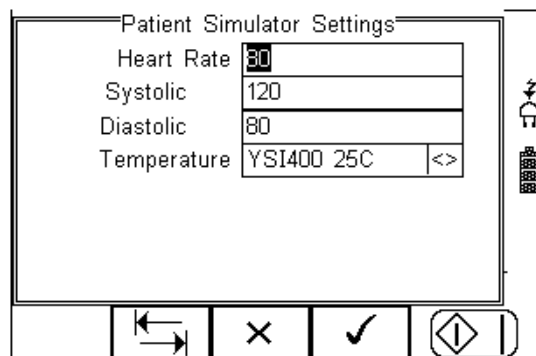 Patient Simulator Settings
Heart Rate 80
Systolic 120
Diastolic 80
Temperature YSI400 25C <>